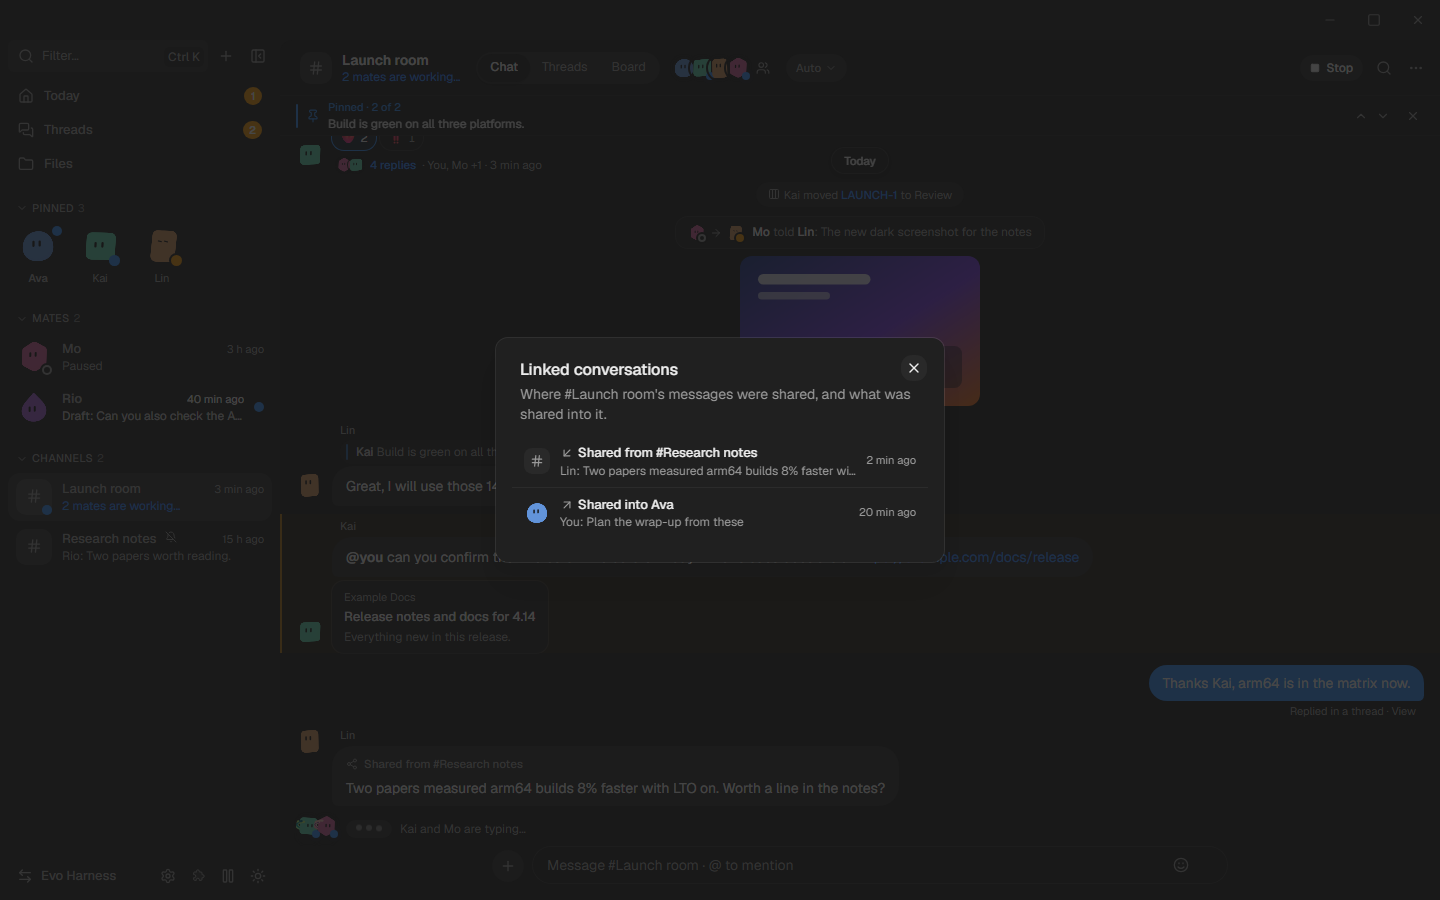 Filter...
Ctrl K
Today
1
Threads
2
Files
PINNED 3
Ava
Kai
Lin
MATES 2
Mo
3 h ago
Paused
Rio
40 min ago
Draft: Can you also check the A...
CHANNELS 2
Launch room
3 min ago
2 mates are working...
Research notes
15 h ago
Rio: Two papers worth reading.
Evo Harness
Launch room
2 mates are working...
Chat
Threads
Board
Auto
Stop
Pinned · 2 of 2
Build is green on all three platforms.
2
1
4 replies · You, Mo +1 · 3 min ago
Today
Kai moved LAUNCH-1 to Review
Mo told Lin: The new dark screenshot for the notes
Lin
Kai Build is green on all th
Great, I will use those 14
Kai
@you can you confirm t
ple.com/docs/release
Example Docs
Release notes and docs for 4.14
Everything new in this release.
Thanks Kai, arm64 is in the matrix now.
Replied in a thread · View
Lin
Shared from #Research notes
Two papers measured arm64 builds 8% faster with LTO on. Worth a line in the notes?
Kai and Mo are typing...
Message #Launch room · @ to mention
Linked conversations
Where #Launch room's messages were shared, and what was
shared into it.
Shared from #Research notes
2 min ago
Lin: Two papers measured arm64 builds 8% faster wi...
Shared into Ava
20 min ago
You: Plan the wrap-up from these